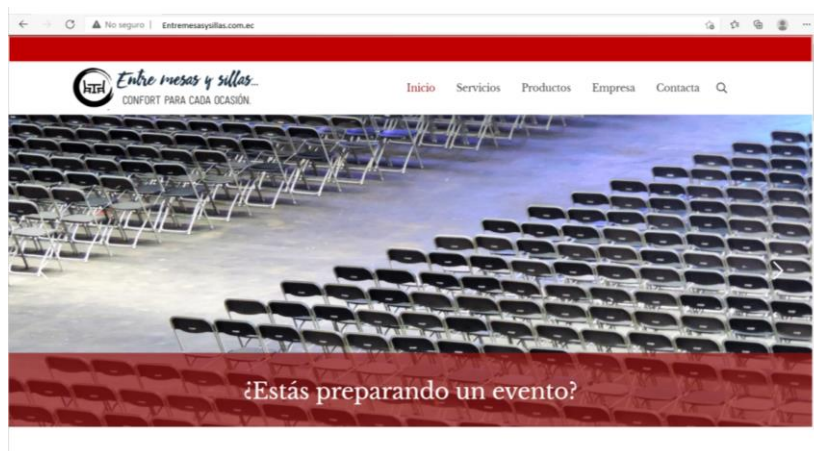 No seguro | Entremesasysillas.com.ec
Entre mesas y sillas...
CONFORT PARA CADA OCASIÓN.
Inicio Servicios Productos Empresa Contacta
¿Estás preparando un evento?